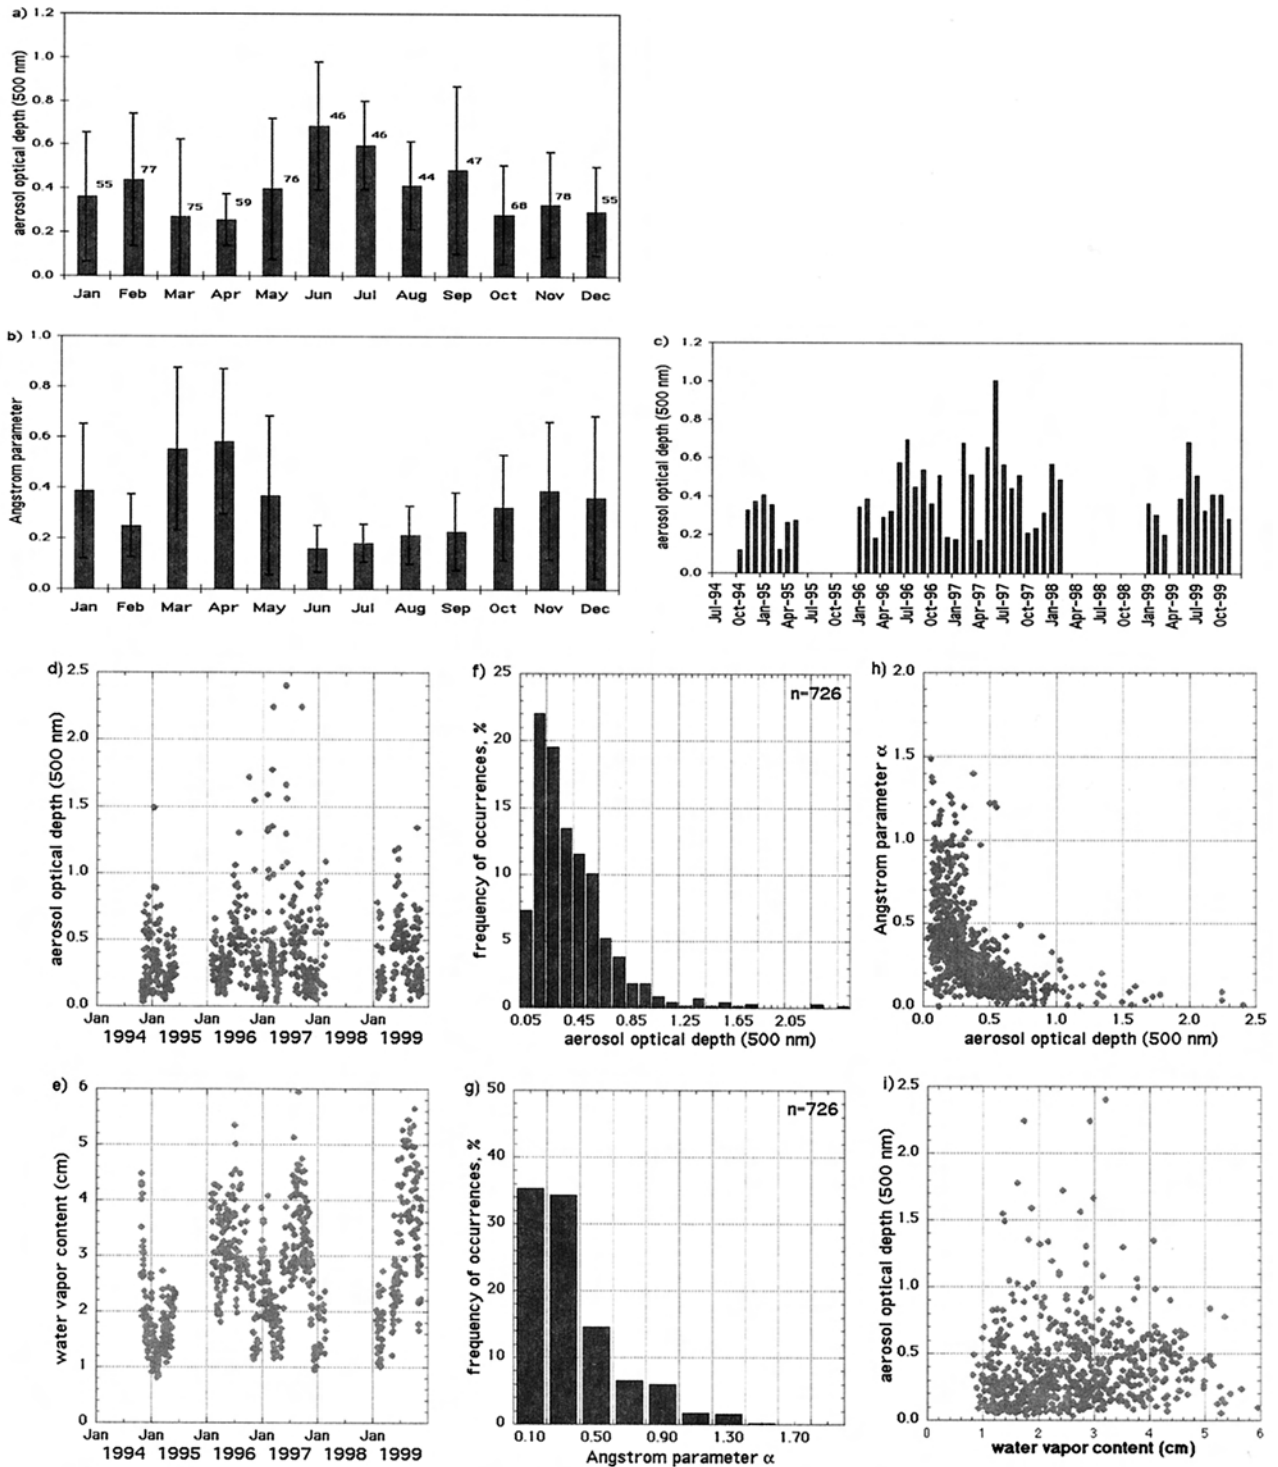 a)
aerosol optical depth (500 nm)
1.2
1.0
0.8
0.6
0.4
0.2
0.0
55 77 75 59 76 46 46 44 47 68 78 55
Jan Feb Mar Apr May Jun Jul Aug Sep Oct Nov Dec
b)
Angstrom parameter
1.0
0.8
0.6
0.4
0.2
0.0
Jan Feb Mar Apr May Jun Jul Aug Sep Oct Nov Dec
c)
aerosol optical depth (500 nm)
1.2
1.0
0.8
0.6
0.4
0.2
0.0
Jul-94 Oct-94 Jan-95 Apr-95 Jul-95 Oct-95 Jan-96 Apr-96 Jul-96 Oct-96 Jan-97 Apr-97 Jul-97 Oct-97 Jan-98 Apr-98 Jul-98 Oct-98 Jan-99 Apr-99 Jul-99 Oct-99
d)
aerosol optical depth (500 nm)
2.5
2.0
1.5
1.0
0.5
0.0
Jan Jan Jan Jan Jan Jan
1994 1995 1996 1997 1998 1999
f)
frequency of occurrences, %
25
20
15
10
5
0
n=726
0.05 0.45 0.85 1.25 1.65 2.05
aerosol optical depth (500 nm)
h)
Angstrom parameter α
2.0
1.5
1.0
0.5
0.0
0.0 0.5 1.0 1.5 2.0 2.5
aerosol optical depth (500 nm)
e)
water vapor content (cm)
6
5
4
3
2
1
0
Jan Jan Jan Jan Jan Jan
1994 1995 1996 1997 1998 1999
g)
frequency of occurrences, %
50
40
30
20
10
0
n=726
0.10 0.50 0.90 1.30 1.70
Angstrom parameter α
i)
aerosol optical depth (500 nm)
2.5
2.0
1.5
1.0
0.5
0.0
0 1 2 3 4 5 6
water vapor content (cm)